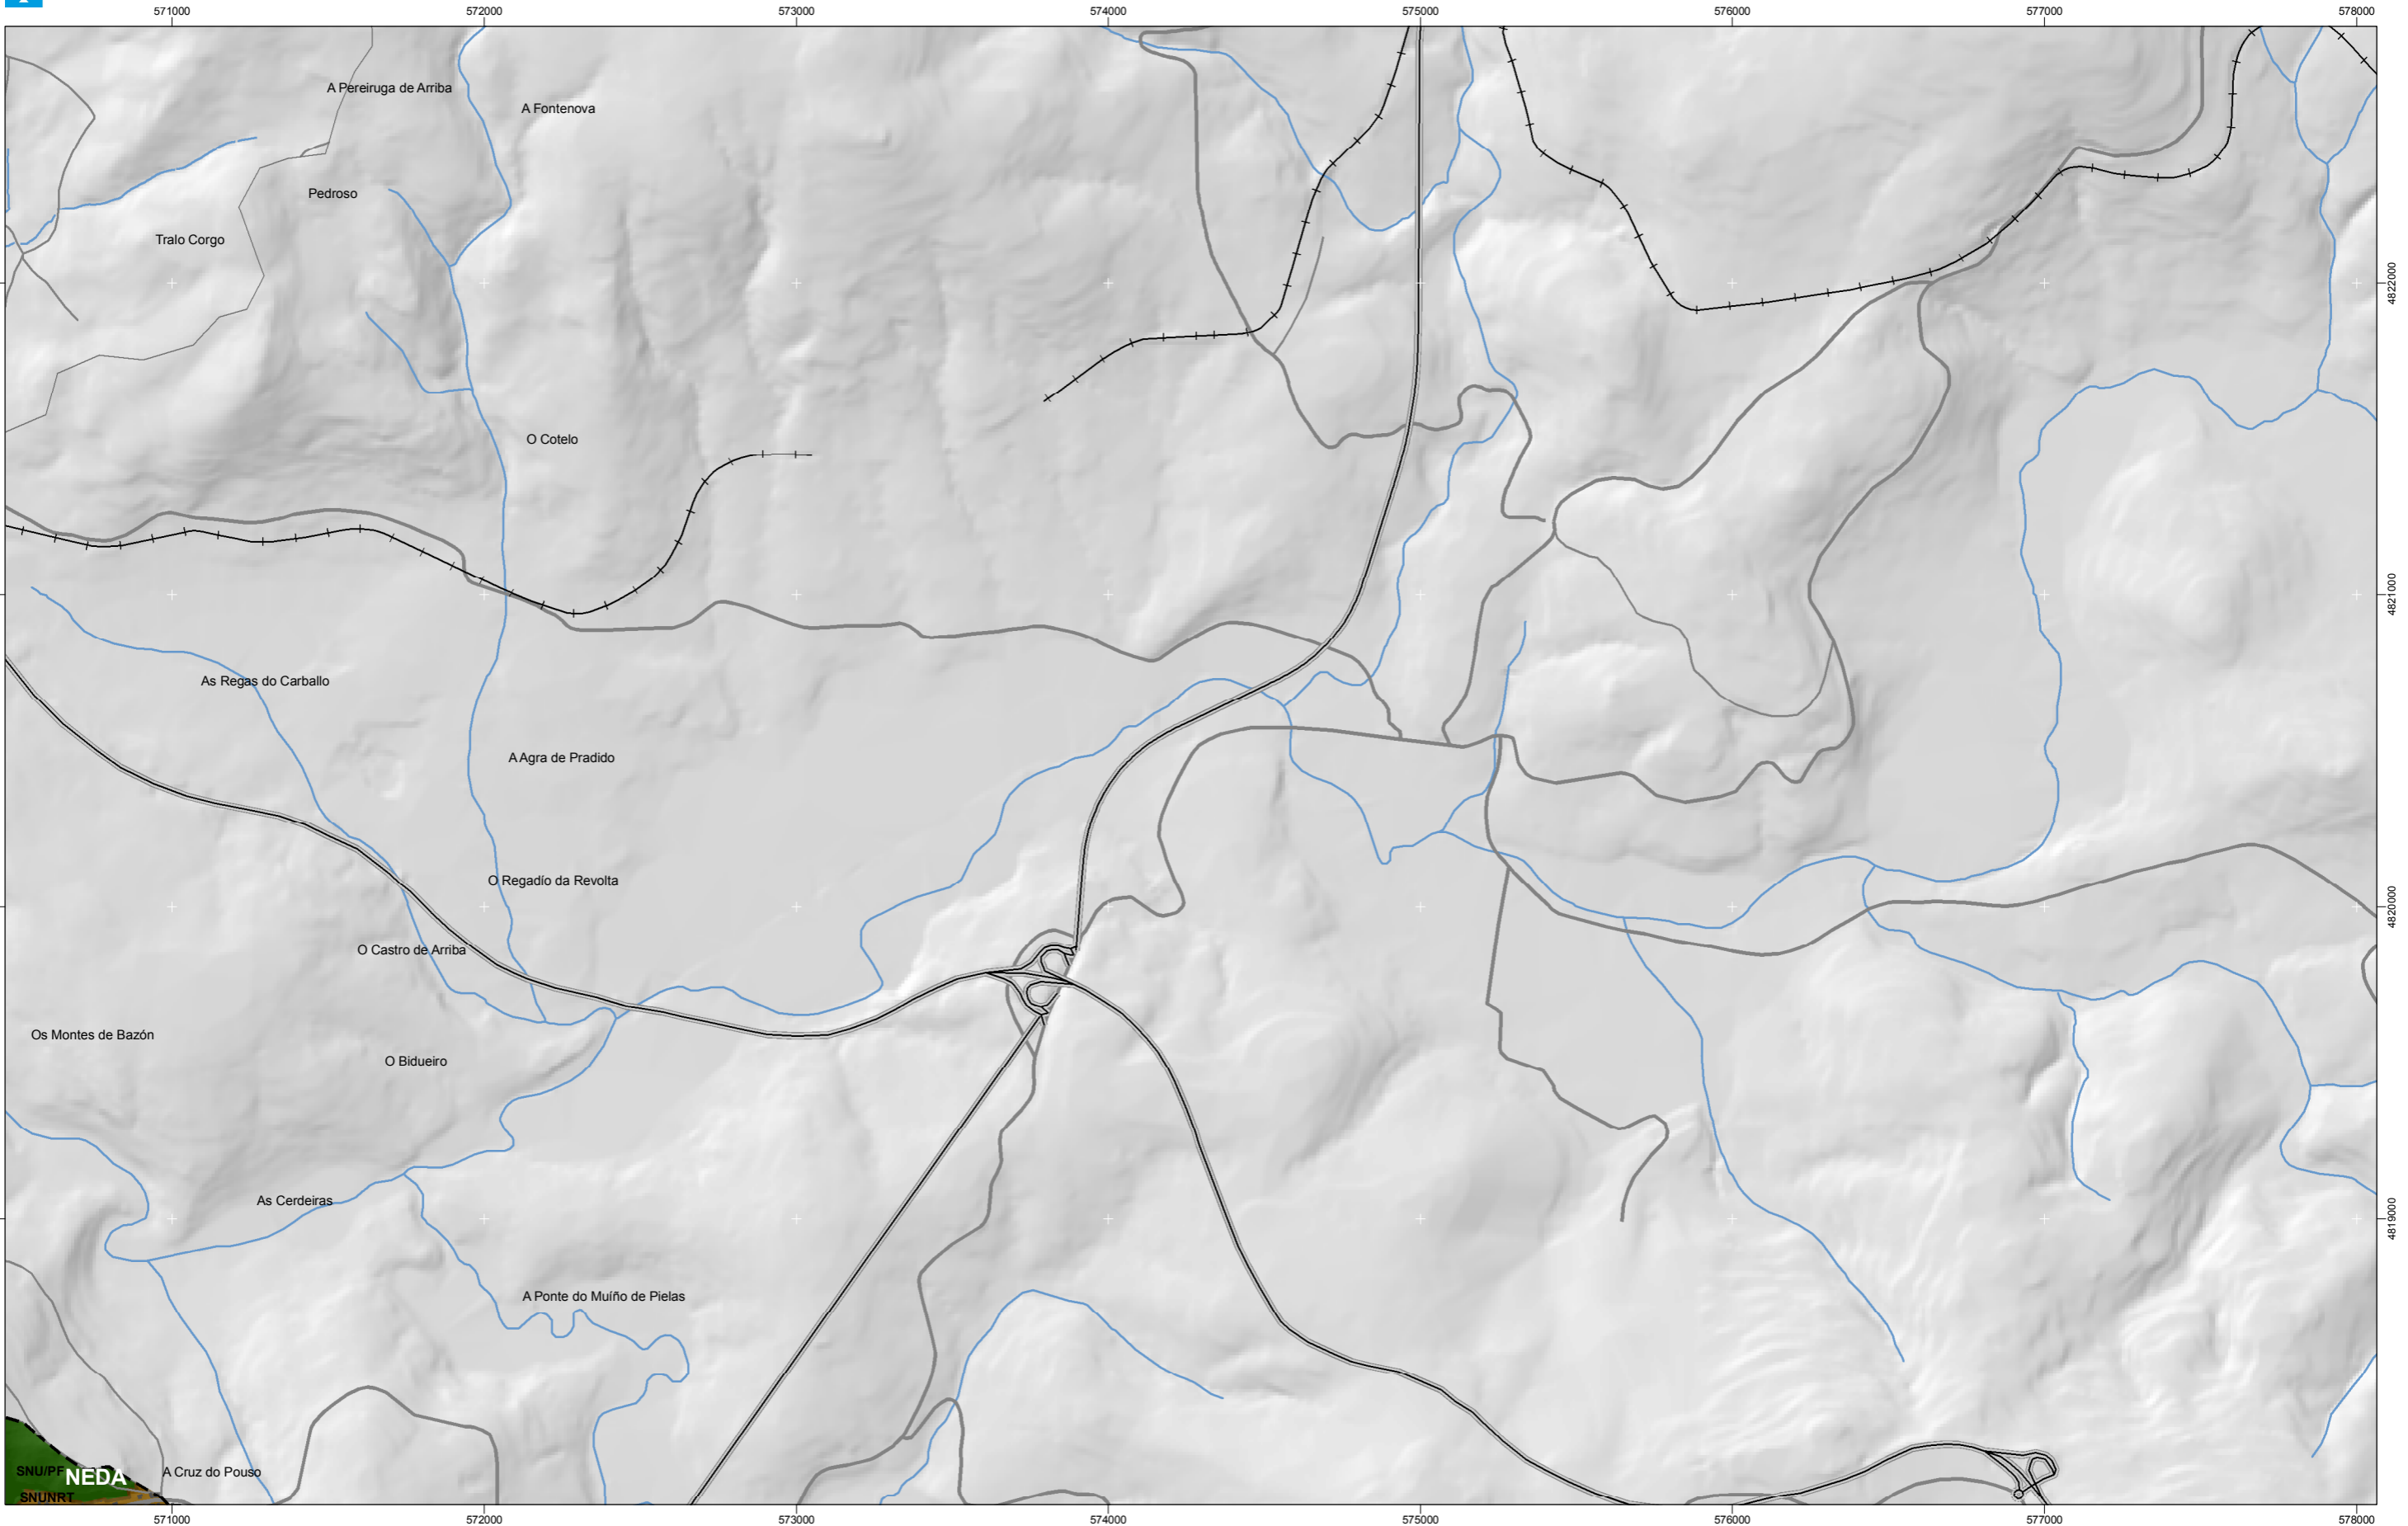 571000 572000 573000 574000 575000 576000 577000 578000
A Pereiruga de Arriba
A Fontenova
Pedroso
Tralo Corgo
4822000
O Cotelo
4821000
As Regas do Carballo
A Agra de Pradido
O Regadío da Revolta
4820000
O Castro de Arriba
Os Montes de Bazón
O Bidueiro
As Cerdeiras
4819000
A Ponte do Muíño de Pielas
SNU/PF
NEDA
A Cruz do Pouso
SNUNRT
571000 572000 573000 574000 575000 576000 577000 578000